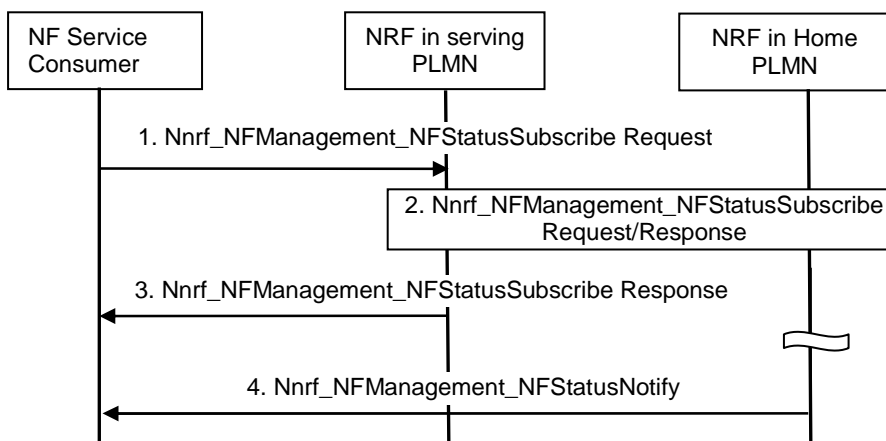 NF Service
Consumer
NRF in serving
PLMN
NRF in Home
PLMN
1. Nnrf_NFManagement_NFStatusSubscribe Request
2. Nnrf_NFManagement_NFStatusSubscribe
Request/Response
3. Nnrf_NFManagement_NFStatusSubscribe Response
4. Nnrf_NFManagement_NFStatusNotify